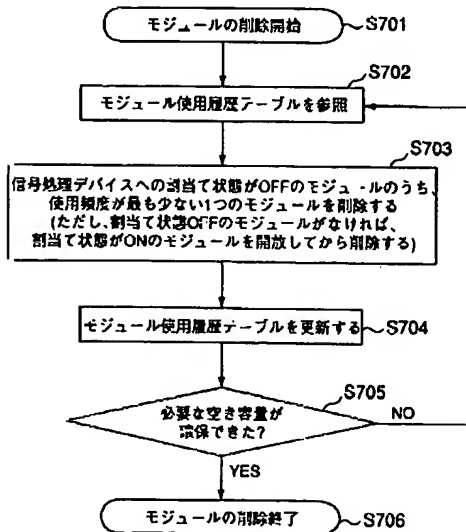 モジュールの削除開始 S701
S702
モジュール使用履歴テーブルを参照
S703
信号処理デバイスへの割当て状態がOFFのモジュールのうち、
使用頻度が最も少ない1つのモジュールを削除する
(ただし、割当て状態OFFのモジュールがなければ、
割当て状態がONのモジュールを開放してから削除する)
モジュール使用履歴テーブルを更新する S704
S705
必要な空き容量が
確保できた?
NO
YES
モジュールの削除終了 S706